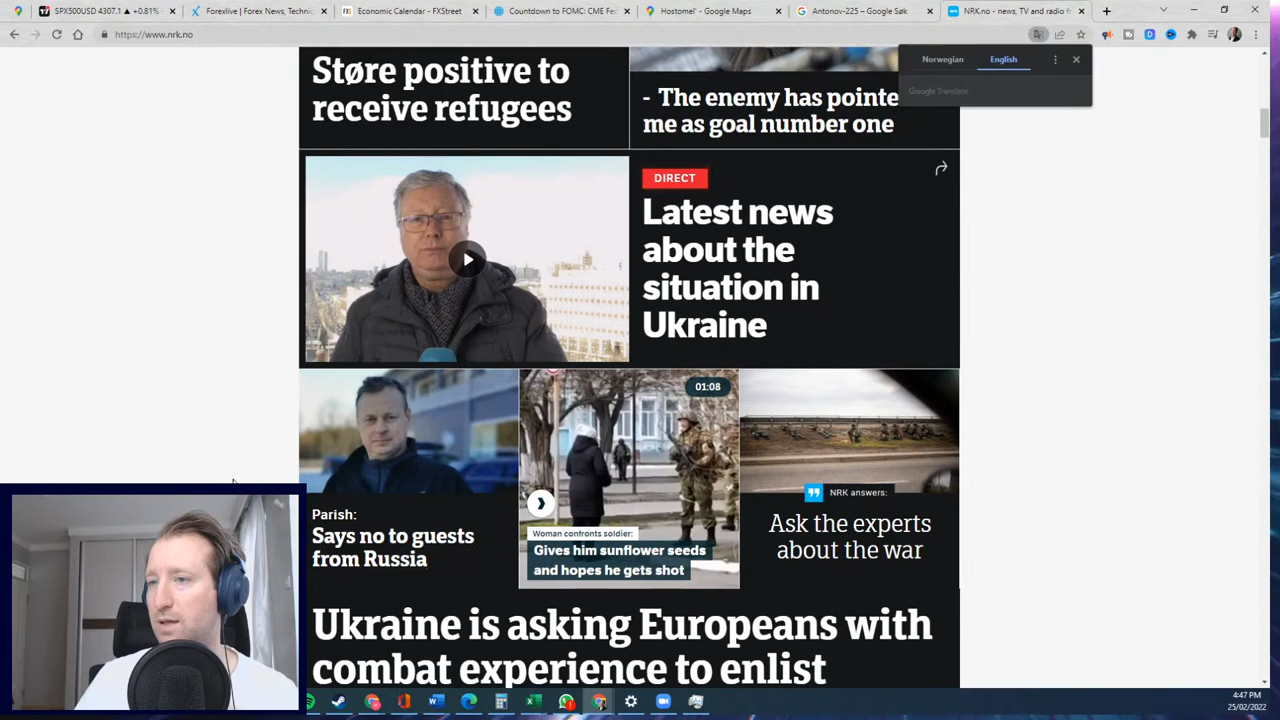 SPX500USD 4307.1 ▲ +0.81%
Forexlive | Forex News, Technic
Economic Calendar - FXStreet
Countdown to FOMC: CME Fed
Hostomel' - Google Maps
Antonov-225 – Google Søk
NRK.no - news, TV and radio fr
https://www.nrk.no
Norwegian
English
Google Translate
Støre positive to
receive refugees
- The enemy has pointe
me as goal number one
DIRECT
Latest news
about the
situation in
Ukraine
Parish:
Says no to guests
from Russia
01:08
Woman confronts soldier:
Gives him sunflower seeds
and hopes he gets shot
NRK answers:
Ask the experts
about the war
Ukraine is asking Europeans with
combat experience to enlist
4:47 PM
25/02/2022